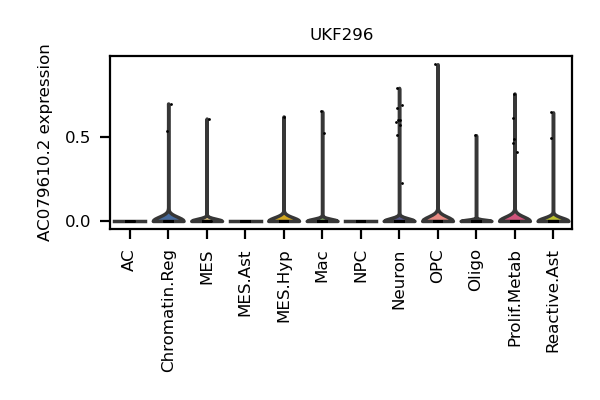 UKF296
AC079610.2 expression
0.5
0.0
AC
Chromatin.Reg
MES
MES.Ast
MES.Hyp
Mac
NPC
Neuron
OPC
Oligo
Prolif.Metab
Reactive.Ast